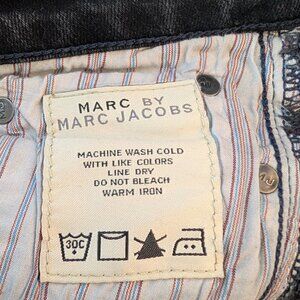 MARC BY
MARC JACOBS
MACHINE WASH COLD
WITH LIKE COLORS
LINE DRY
DO NOT BLEACH
WARM IRON
30C